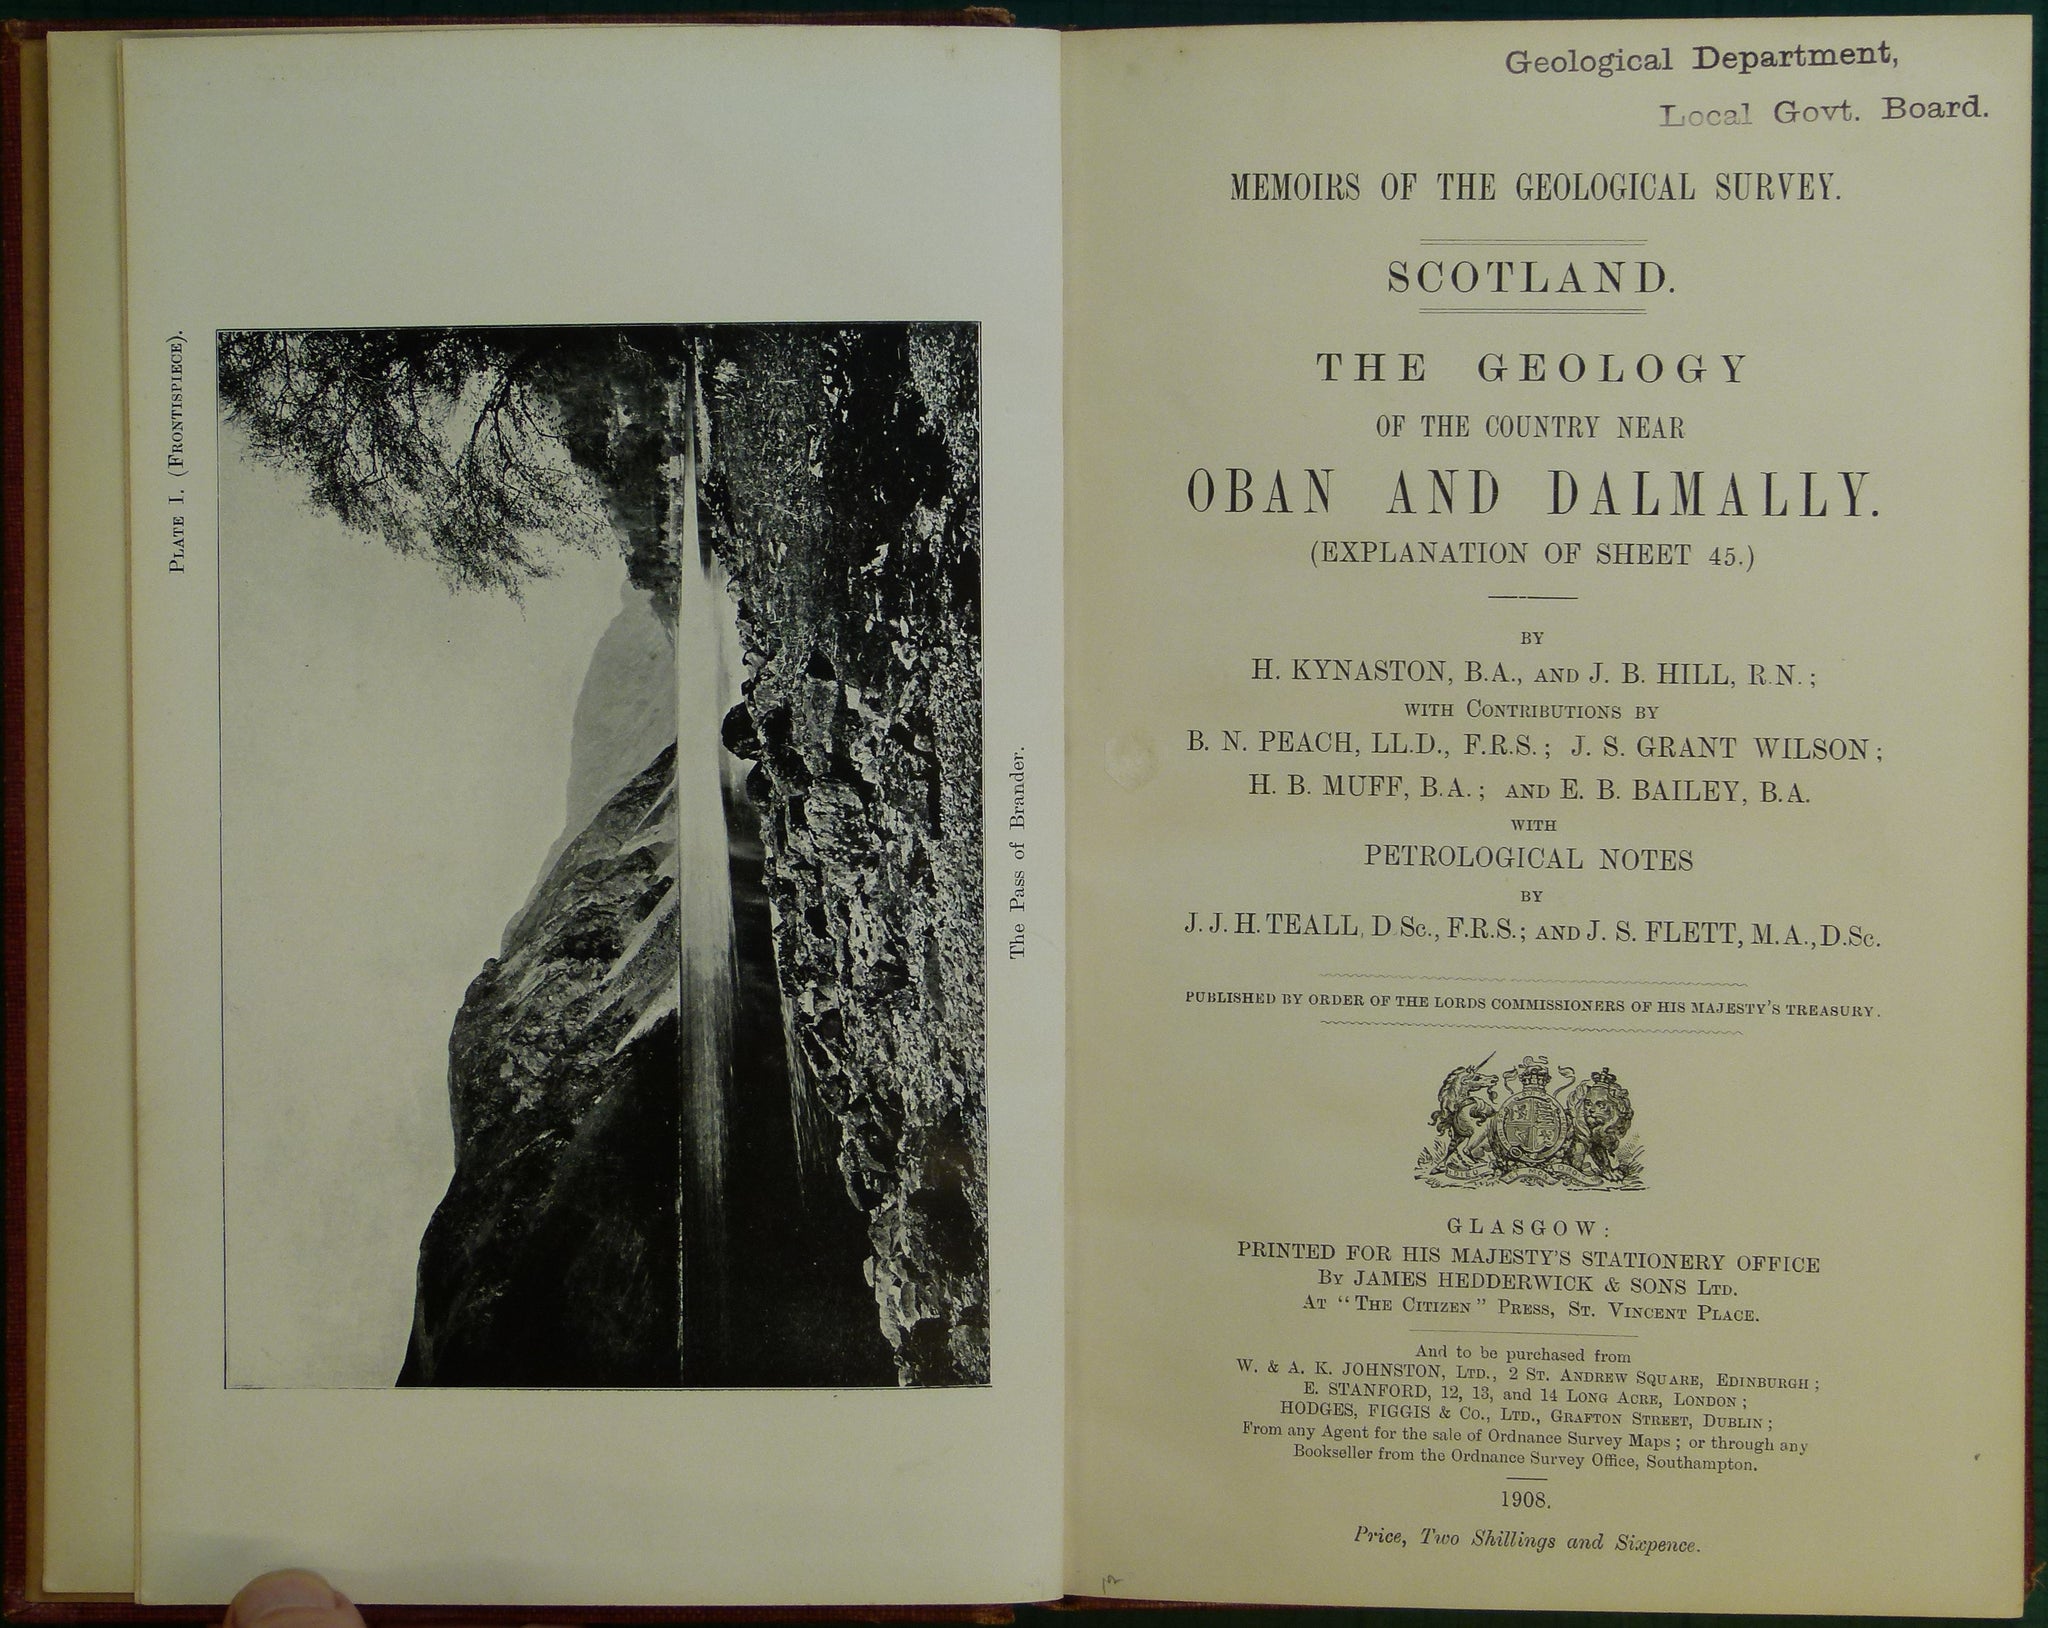 PLATE I. (FRONTISPIECE).
The Pass of Brander.
Geological Department,
Local Govt. Board.
MEMOIRS OF THE GEOLOGICAL SURVEY.
SCOTLAND.
THE GEOLOGY
OF THE COUNTRY NEAR
OBAN AND DALMALLY.
(EXPLANATION OF SHEET 45.)
BY
H. KYNASTON, B.A., AND J. B. HILL, R.N.;
WITH CONTRIBUTIONS BY
B. N. PEACH, LL.D., F.R.S.; J. S. GRANT WILSON;
H. B. MUFF, B.A.; AND E. B. BAILEY, B.A.
WITH
PETROLOGICAL NOTES
BY
J. J. H. TEALL, D.Sc., F.R.S.; AND J. S. FLETT, M.A., D.Sc.
PUBLISHED BY ORDER OF THE LORDS COMMISSIONERS OF HIS MAJESTY'S TREASURY.
GLASGOW:
PRINTED FOR HIS MAJESTY'S STATIONERY OFFICE
BY JAMES HEDDERWICK & SONS LTD.
AT "THE CITIZEN" PRESS, ST. VINCENT PLACE.
And to be purchased from
W. & A. K. JOHNSTON, LTD., 2 ST. ANDREW SQUARE, EDINBURGH;
E. STANFORD, 12, 13, and 14 LONG ACRE, LONDON;
HODGES, FIGGIS & Co., LTD., GRAFTON STREET, DUBLIN;
From any Agent for the sale of Ordnance Survey Maps; or through any
Bookseller from the Ordnance Survey Office, Southampton.
1908.
Price, Two Shillings and Sixpence.